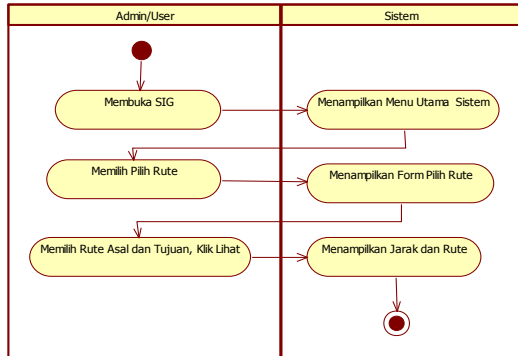 Admin/User
Sistem
Membuka SIG
Menampilkan Menu Utama Sistem
Memilih Pilih Rute
Menampilkan Form Pilih Rute
Memilih Rute Asal dan Tujuan, Klik Lihat
Menampilkan Jarak dan Rute